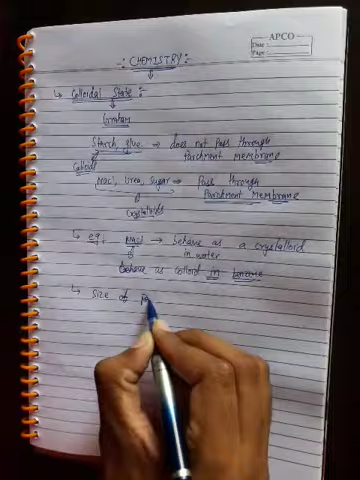 APCO
Date :
Page :
-: CHEMISTRY :-
↓
↳ Colloidal State :-
↓
Graham
Starch, glue → does not Pass through
Parchment membrane
Colloid
NaCl, Urea, Sugar → Pass through
Parchment Membrane
Crystalloids
↳ eg. NaCl → behave as a crystalloid
in water
behave as colloid in benzene
↳ Size of